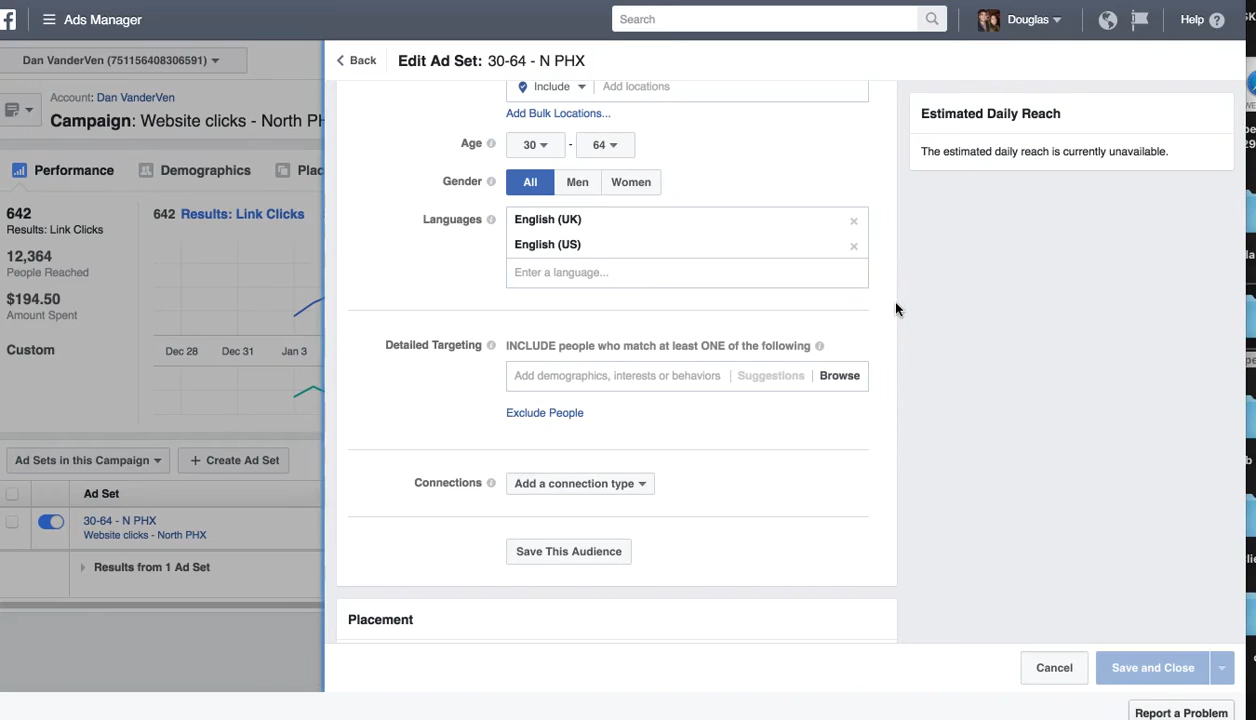 Ads Manager
Search
Douglas
Help
Dan VanderVen (751156408306591)
Back
Edit Ad Set: 30-64 - N PHX
Account: Dan VanderVen
Campaign: Website clicks - North PH
Performance
Demographics
Plac
642
Results: Link Clicks
642 Results: Link Clicks
12,364
People Reached
$194.50
Amount Spent
Custom
Dec 28
Dec 31
Jan 3
Ad Sets in this Campaign
+ Create Ad Set
Ad Set
30-64 - N PHX
Website clicks - North PHX
Results from 1 Ad Set
Include
Add locations
Add Bulk Locations...
Age
30 - 64
Gender
All
Men
Women
Languages
English (UK)
English (US)
Enter a language...
Detailed Targeting
INCLUDE people who match at least ONE of the following
Add demographics, interests or behaviors
Suggestions
Browse
Exclude People
Connections
Add a connection type
Save This Audience
Placement
Estimated Daily Reach
The estimated daily reach is currently unavailable.
Cancel
Save and Close
Report a Problem